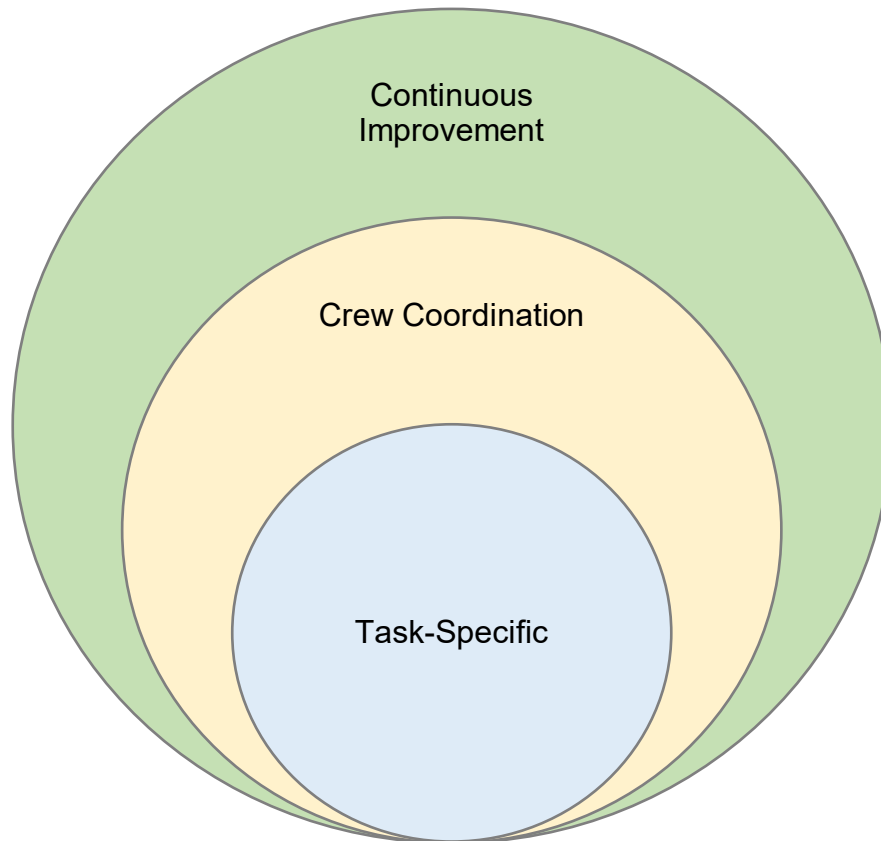 Continuous
Improvement
Crew Coordination
Task-Specific